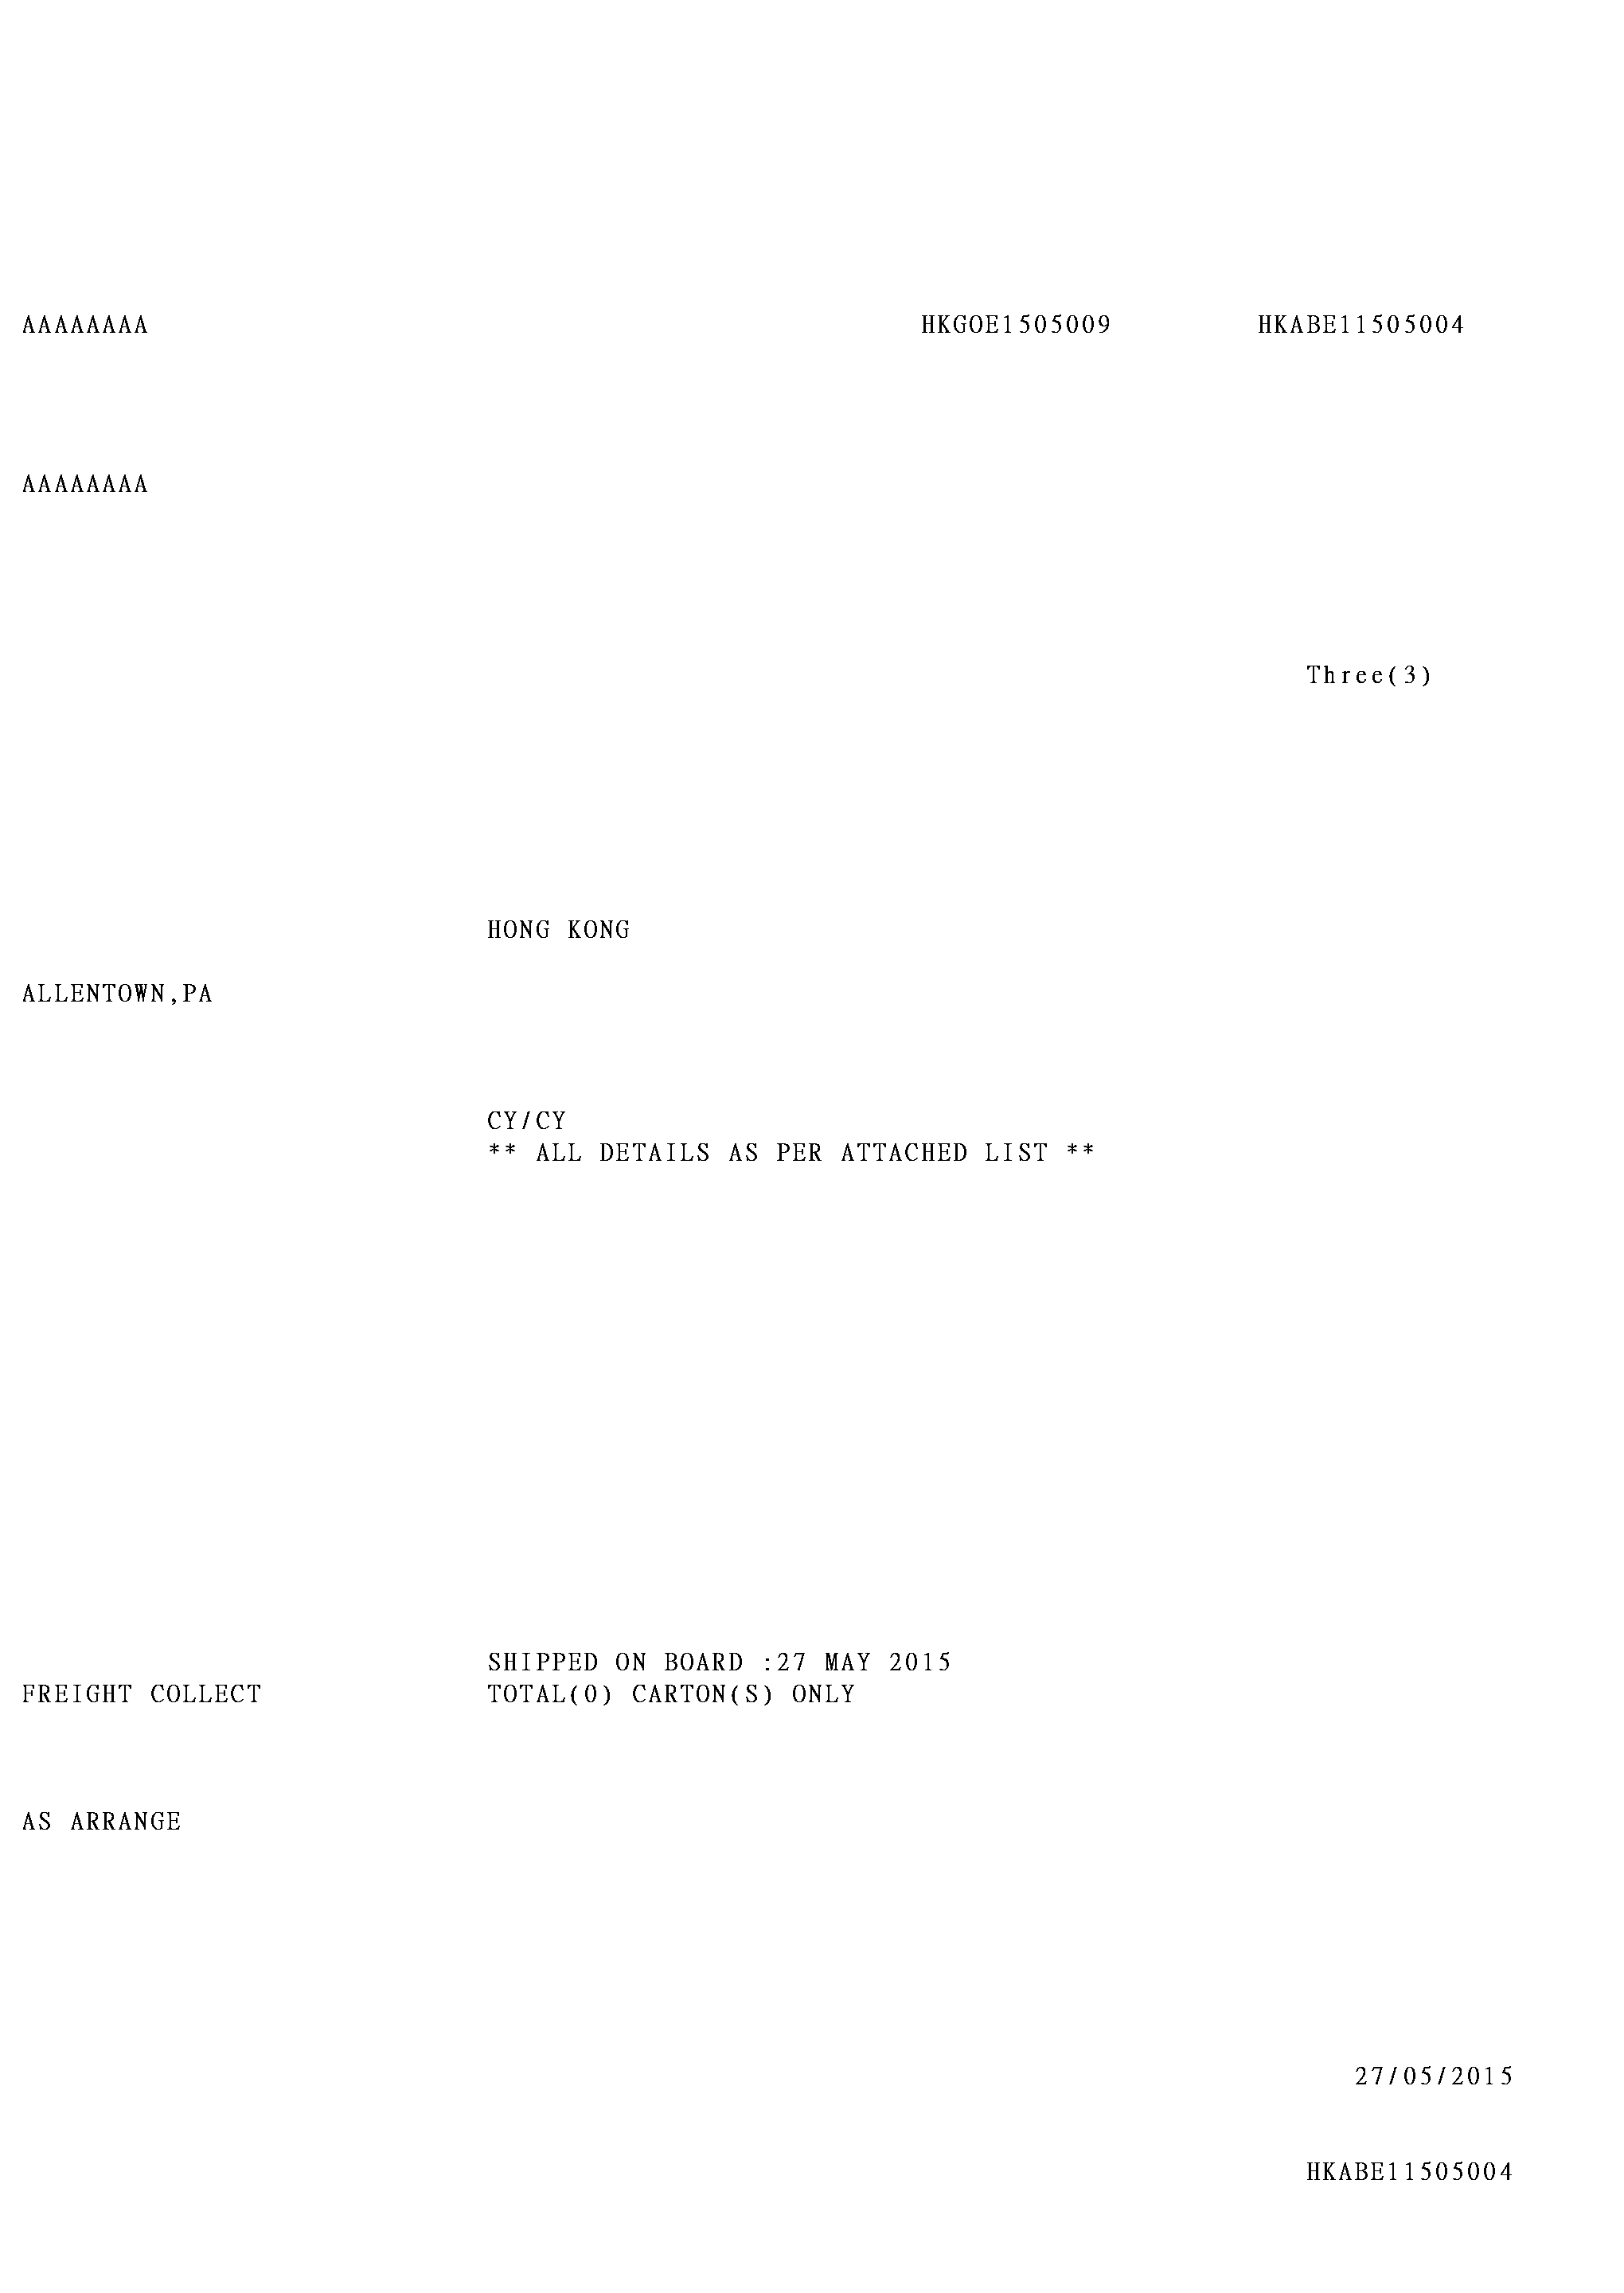 AAAAAAAA HKGOE1505009 HKABE11505004
AAAAAAAA
Three(3)
HONG KONG
ALLENTOWN,PA
CY/CY
** ALL DETAILS AS PER ATTACHED LIST **
SHIPPED ON BOARD :27 MAY 2015
FREIGHT COLLECT TOTAL(0) CARTON(S) ONLY
AS ARRANGE
27/05/2015
HKABE11505004